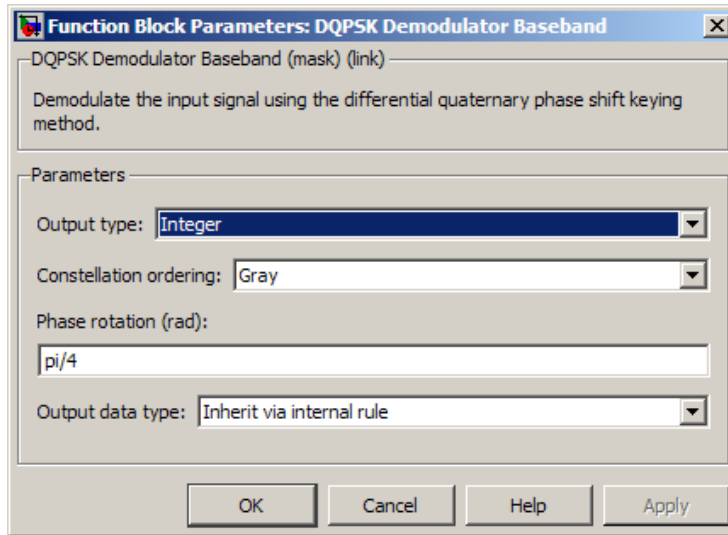 Function Block Parameters: DQPSK Demodulator Baseband
DQPSK Demodulator Baseband (mask) (link)
Demodulate the input signal using the differential quaternary phase shift keying
method.
Parameters
Output type: Integer
Constellation ordering: Gray
Phase rotation (rad):
pi/4
Output data type: Inherit via internal rule
OK Cancel Help Apply